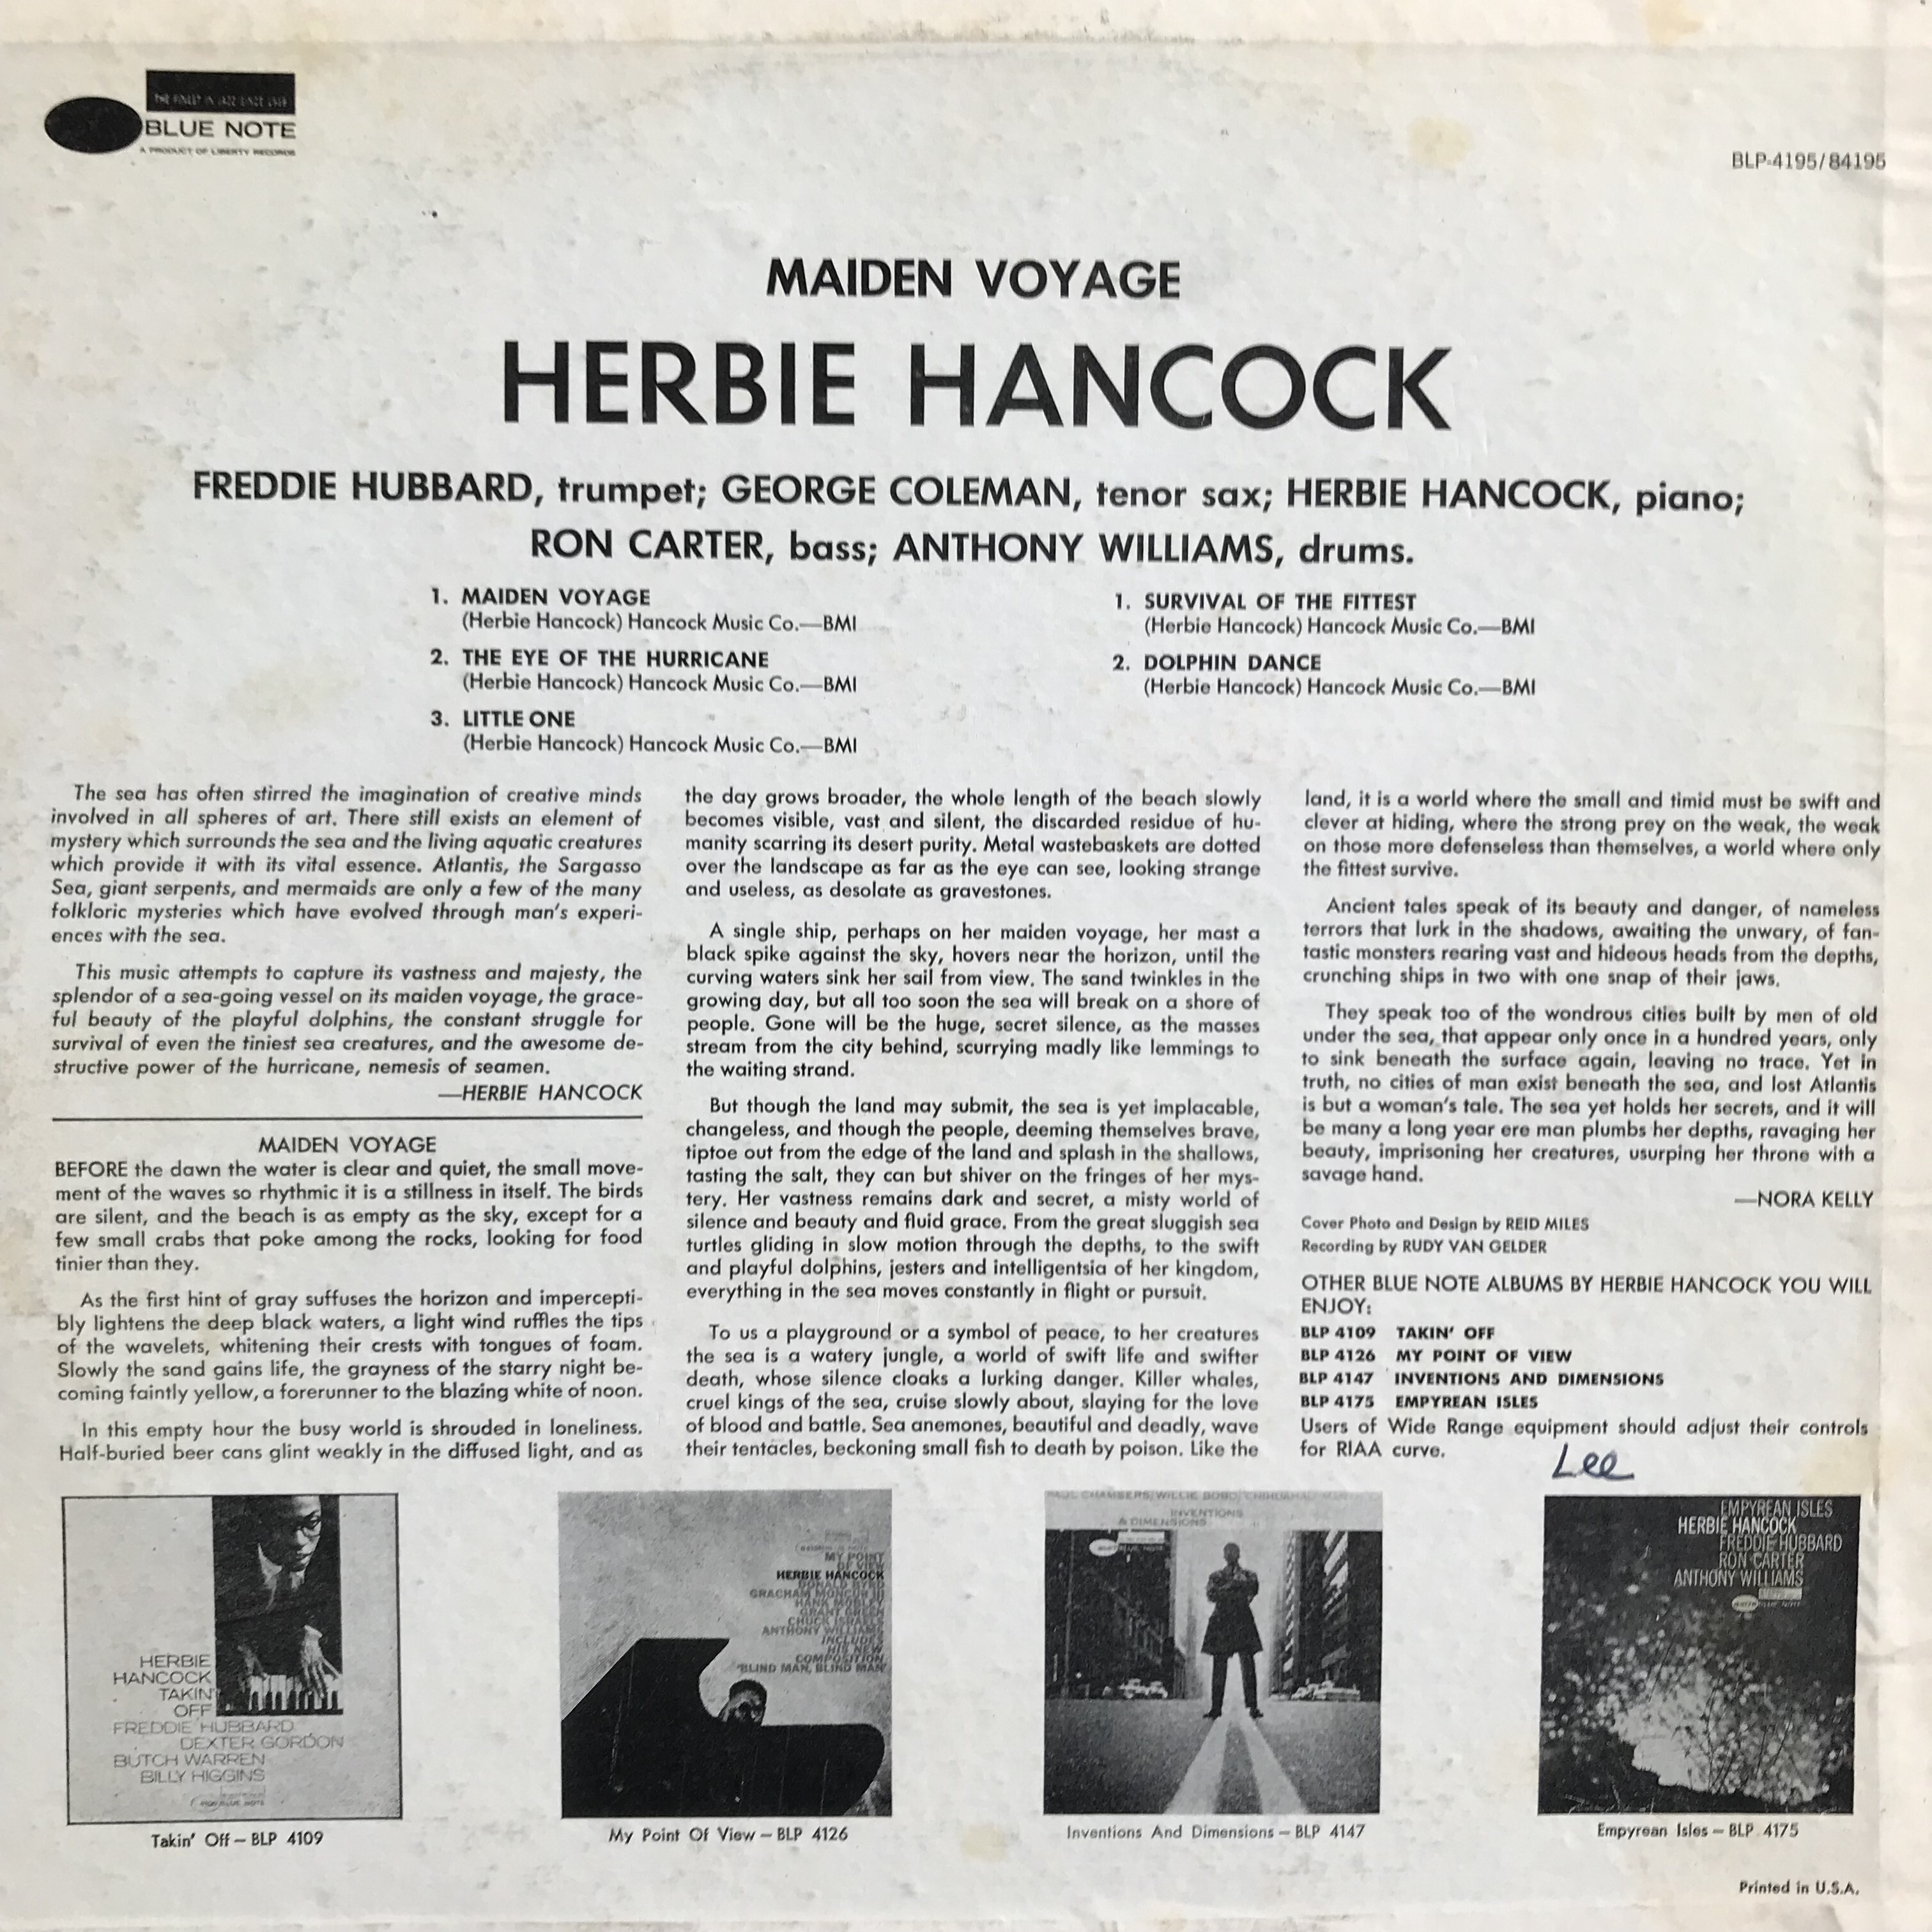 THE FINEST IN JAZZ SINCE 1939
BLUE NOTE
A PRODUCT OF LIBERTY RECORDS
BLP-4195/84195
MAIDEN VOYAGE
HERBIE HANCOCK
FREDDIE HUBBARD, trumpet; GEORGE COLEMAN, tenor sax; HERBIE HANCOCK, piano;
RON CARTER, bass; ANTHONY WILLIAMS, drums.
1. MAIDEN VOYAGE
(Herbie Hancock) Hancock Music Co.—BMI
2. THE EYE OF THE HURRICANE
(Herbie Hancock) Hancock Music Co.—BMI
3. LITTLE ONE
(Herbie Hancock) Hancock Music Co.—BMI
1. SURVIVAL OF THE FITTEST
(Herbie Hancock) Hancock Music Co.—BMI
2. DOLPHIN DANCE
(Herbie Hancock) Hancock Music Co.—BMI
The sea has often stirred the imagination of creative minds
involved in all spheres of art. There still exists an element of
mystery which surrounds the sea and the living aquatic creatures
which provide it with its vital essence. Atlantis, the Sargasso
Sea, giant serpents, and mermaids are only a few of the many
folkloric mysteries which have evolved through man's experi-
ences with the sea.
This music attempts to capture its vastness and majesty, the
splendor of a sea-going vessel on its maiden voyage, the grace-
ful beauty of the playful dolphins, the constant struggle for
survival of even the tiniest sea creatures, and the awesome de-
structive power of the hurricane, nemesis of seamen.
—HERBIE HANCOCK
MAIDEN VOYAGE
BEFORE the dawn the water is clear and quiet, the small move-
ment of the waves so rhythmic it is a stillness in itself. The birds
are silent, and the beach is as empty as the sky, except for a
few small crabs that poke among the rocks, looking for food
tinier than they.
As the first hint of gray suffuses the horizon and impercepti-
bly lightens the deep black waters, a light wind ruffles the tips
of the wavelets, whitening their crests with tongues of foam.
Slowly the sand gains life, the grayness of the starry night be-
coming faintly yellow, a forerunner to the blazing white of noon.
In this empty hour the busy world is shrouded in loneliness.
Half-buried beer cans glint weakly in the diffused light, and as
the day grows broader, the whole length of the beach slowly
becomes visible, vast and silent, the discarded residue of hu-
manity scarring its desert purity. Metal wastebaskets are dotted
over the landscape as far as the eye can see, looking strange
and useless, as desolate as gravestones.
A single ship, perhaps on her maiden voyage, her mast a
black spike against the sky, hovers near the horizon, until the
curving waters sink her sail from view. The sand twinkles in the
growing day, but all too soon the sea will break on a shore of
people. Gone will be the huge, secret silence, as the masses
stream from the city behind, scurrying madly like lemmings to
the waiting strand.
But though the land may submit, the sea is yet implacable,
changeless, and though the people, deeming themselves brave,
tiptoe out from the edge of the land and splash in the shallows,
tasting the salt, they can but shiver on the fringes of her mys-
tery. Her vastness remains dark and secret, a misty world of
silence and beauty and fluid grace. From the great sluggish sea
turtles gliding in slow motion through the depths, to the swift
and playful dolphins, jesters and intelligentsia of her kingdom,
everything in the sea moves constantly in flight or pursuit.
To us a playground or a symbol of peace, to her creatures
the sea is a watery jungle, a world of swift life and swifter
death, whose silence cloaks a lurking danger. Killer whales,
cruel kings of the sea, cruise slowly about, slaying for the love
of blood and battle. Sea anemones, beautiful and deadly, wave
their tentacles, beckoning small fish to death by poison. Like the
land, it is a world where the small and timid must be swift and
clever at hiding, where the strong prey on the weak, the weak
on those more defenseless than themselves, a world where only
the fittest survive.
Ancient tales speak of its beauty and danger, of nameless
terrors that lurk in the shadows, awaiting the unwary, of fan-
tastic monsters rearing vast and hideous heads from the depths,
crunching ships in two with one snap of their jaws.
They speak too of the wondrous cities built by men of old
under the sea, that appear only once in a hundred years, only
to sink beneath the surface again, leaving no trace. Yet in
truth, no cities of man exist beneath the sea, and lost Atlantis
is but a woman's tale. The sea yet holds her secrets, and it will
be many a long year ere man plumbs her depths, ravaging her
beauty, imprisoning her creatures, usurping her throne with a
savage hand.
—NORA KELLY
Cover Photo and Design by REID MILES
Recording by RUDY VAN GELDER
OTHER BLUE NOTE ALBUMS BY HERBIE HANCOCK YOU WILL
ENJOY:
BLP 4109 TAKIN' OFF
BLP 4126 MY POINT OF VIEW
BLP 4147 INVENTIONS AND DIMENSIONS
BLP 4175 EMPYREAN ISLES
Users of Wide Range equipment should adjust their controls
for RIAA curve.
Lee
HERBIE
HANCOCK
TAKIN'
OFF
FREDDIE HUBBARD
DEXTER GORDON
BUTCH WARREN
BILLY HIGGINS
BLUE NOTE
MY POINT
OF VIEW
HERBIE HANCOCK
DONALD BYRD
GRACHAN MONCUR III
HANK MOBLEY
GRANT GREEN
CHUCK ISRAELS
ANTHONY WILLIAMS
INCLUDES
HIS NEW
COMPOSITION,
'BLIND MAN, BLIND MAN'
PAUL CHAMBERS/WILLIE BOBO/
INVENTIONS
& DIMENSIONS
EMPYREAN ISLES
HERBIE HANCOCK
FREDDIE HUBBARD
RON CARTER
ANTHONY WILLIAMS
BLUE NOTE
Takin' Off — BLP 4109
My Point Of View — BLP 4126
Inventions And Dimensions — BLP 4147
Empyrean Isles — BLP 4175
Printed in U.S.A.